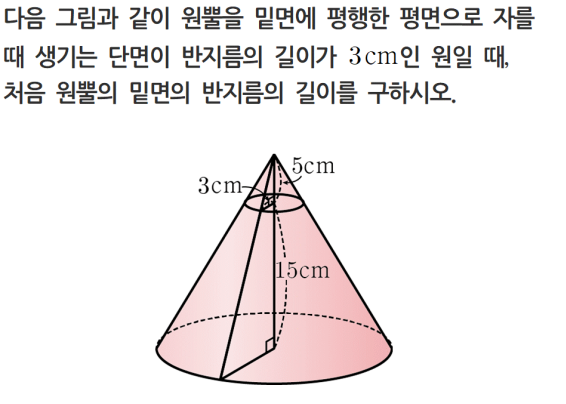 다음 그림과 같이 원뿔을 밑면에 평행한 평면으로 자를
때 생기는 단면이 반지름의 길이가 3cm인 원일 때,
처음 원뿔의 밑면의 반지름의 길이를 구하시오.
5cm
3cm
15cm